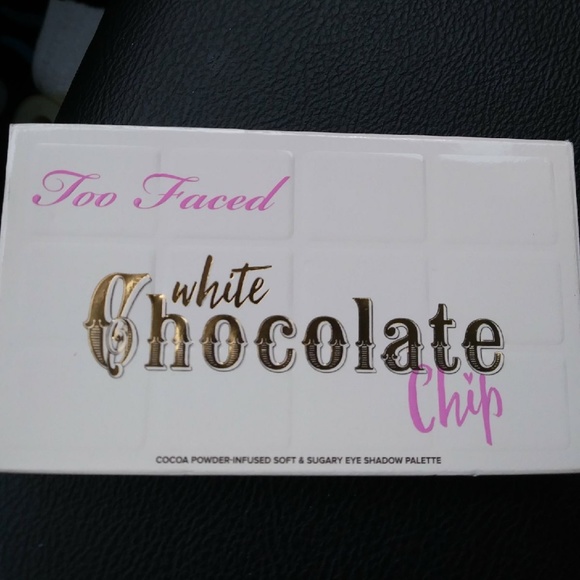 Too Faced
white
Chocolate
Chip
COCOA POWDER-INFUSED SOFT & SUGARY EYE SHADOW PALETTE